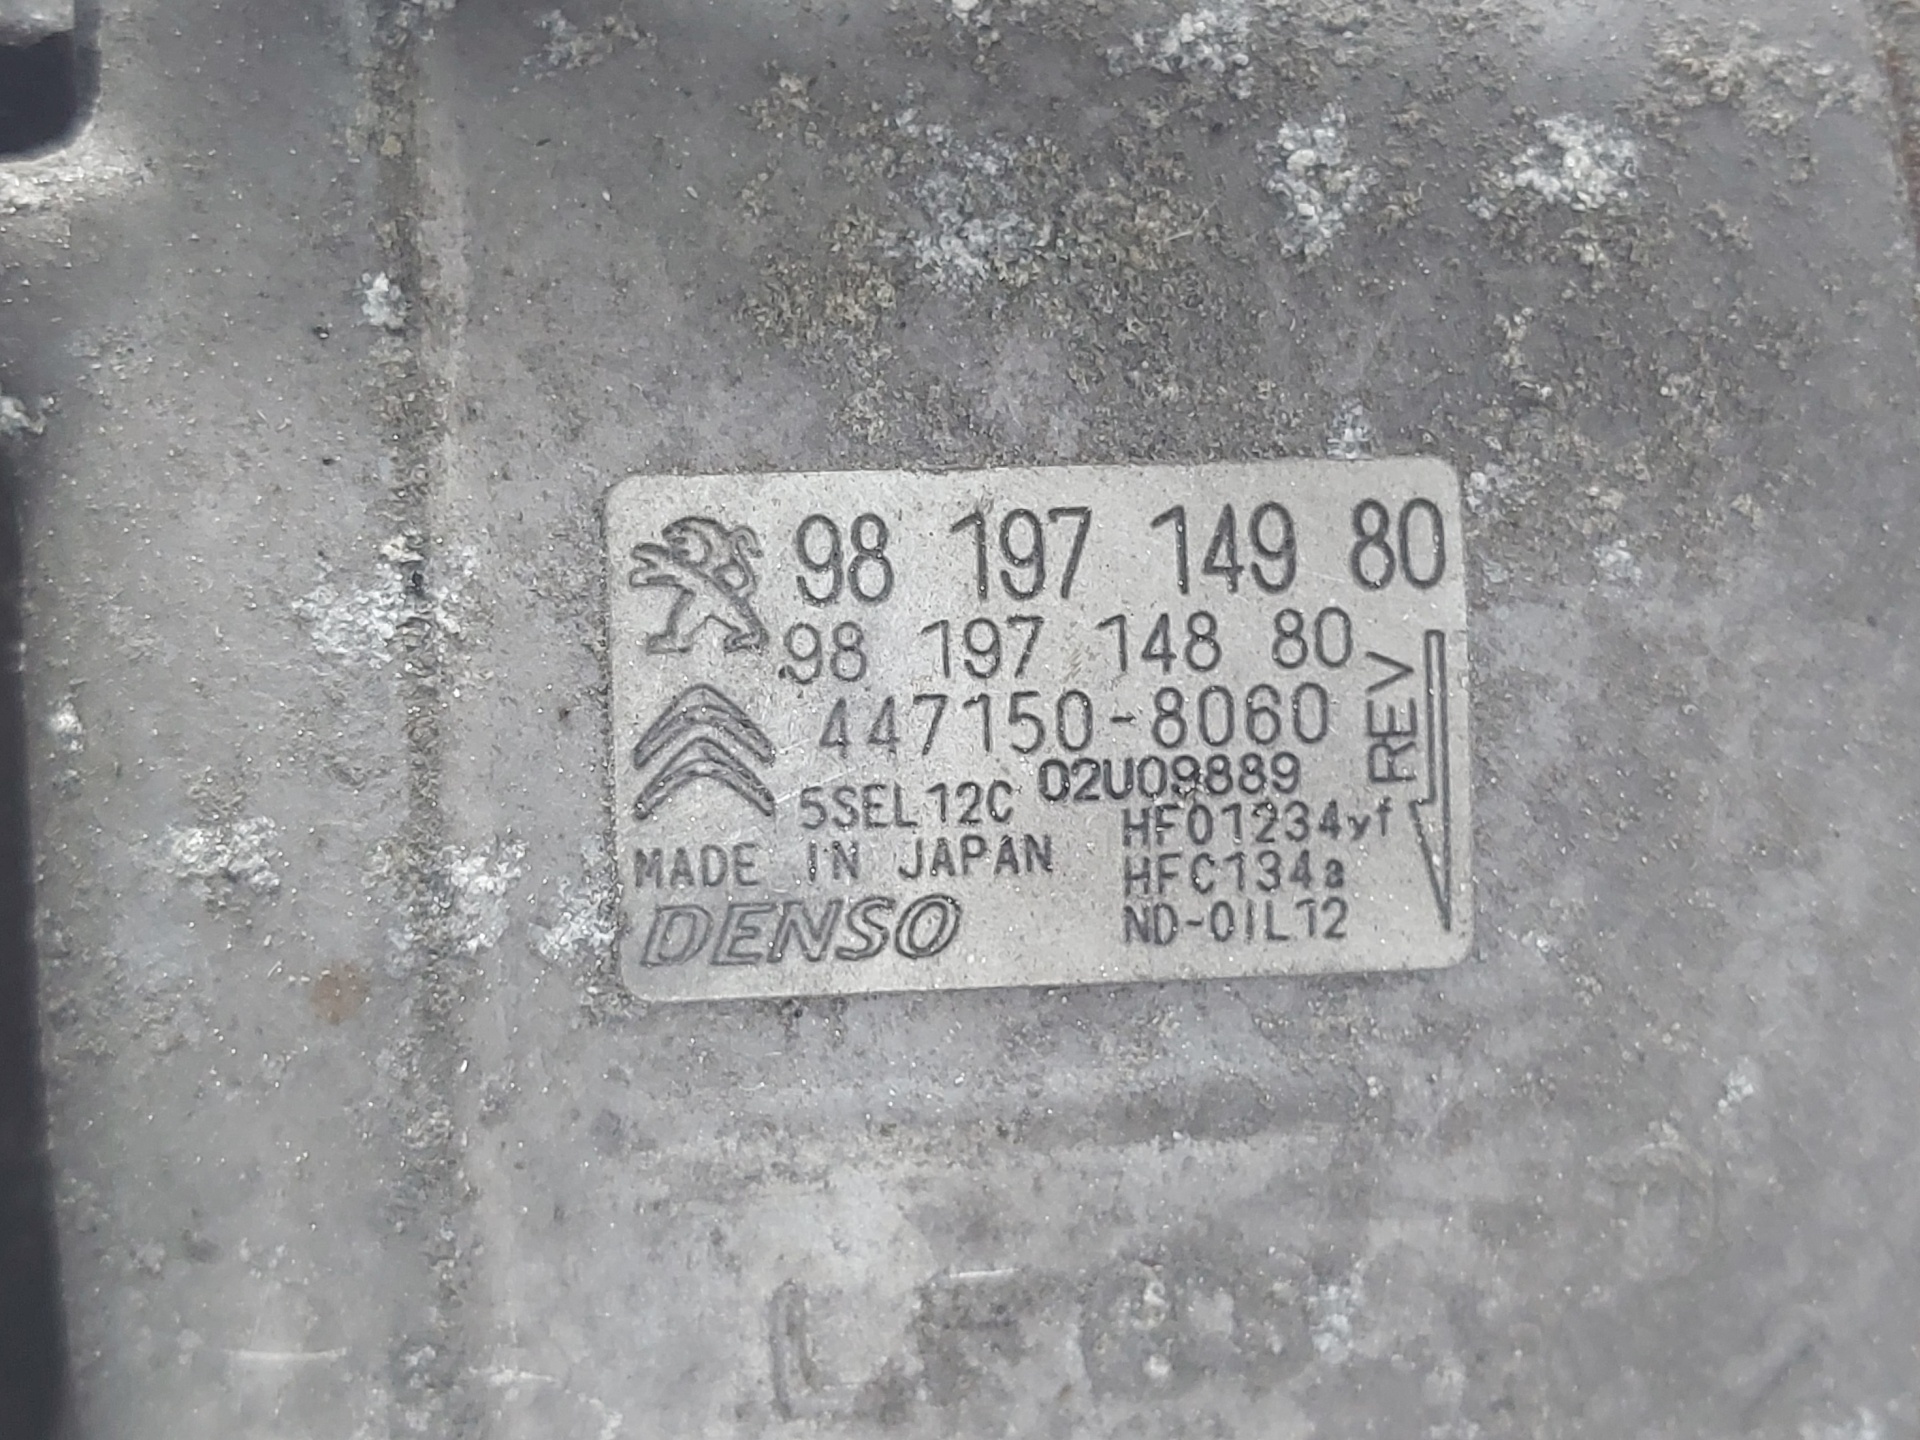 98 197 149 80
98 197 148 80
447150-8060
REV
5SEL12C 02U09889
HFO1234yf
MADE IN JAPAN
HFC134a
DENSO
ND-OIL12